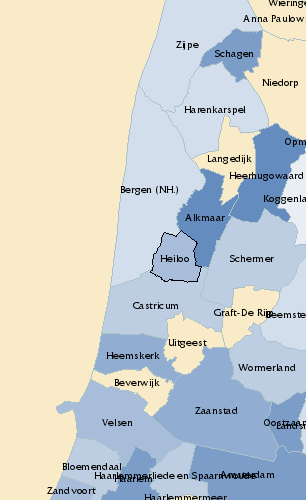 Wieringe
Anna Paulow
Zijpe
Schagen
Niedorp
Harenkarspel
Opm
Langedijk
Heerhugowaard
Bergen (NH.)
Koggenla
Alkmaar
Heiloo
Schermer
Castricum
Graft-De Rijp
Beemste
Uitgeest
Heemskerk
Wormerland
Beverwijk
Zaanstad
Velsen
Oostzaan
Landsm
Bloemendaal
Haarlemmerliede en Spaarnwoude
Amsterdam
Haarlem
Zandvoort
Haarlemmermeer